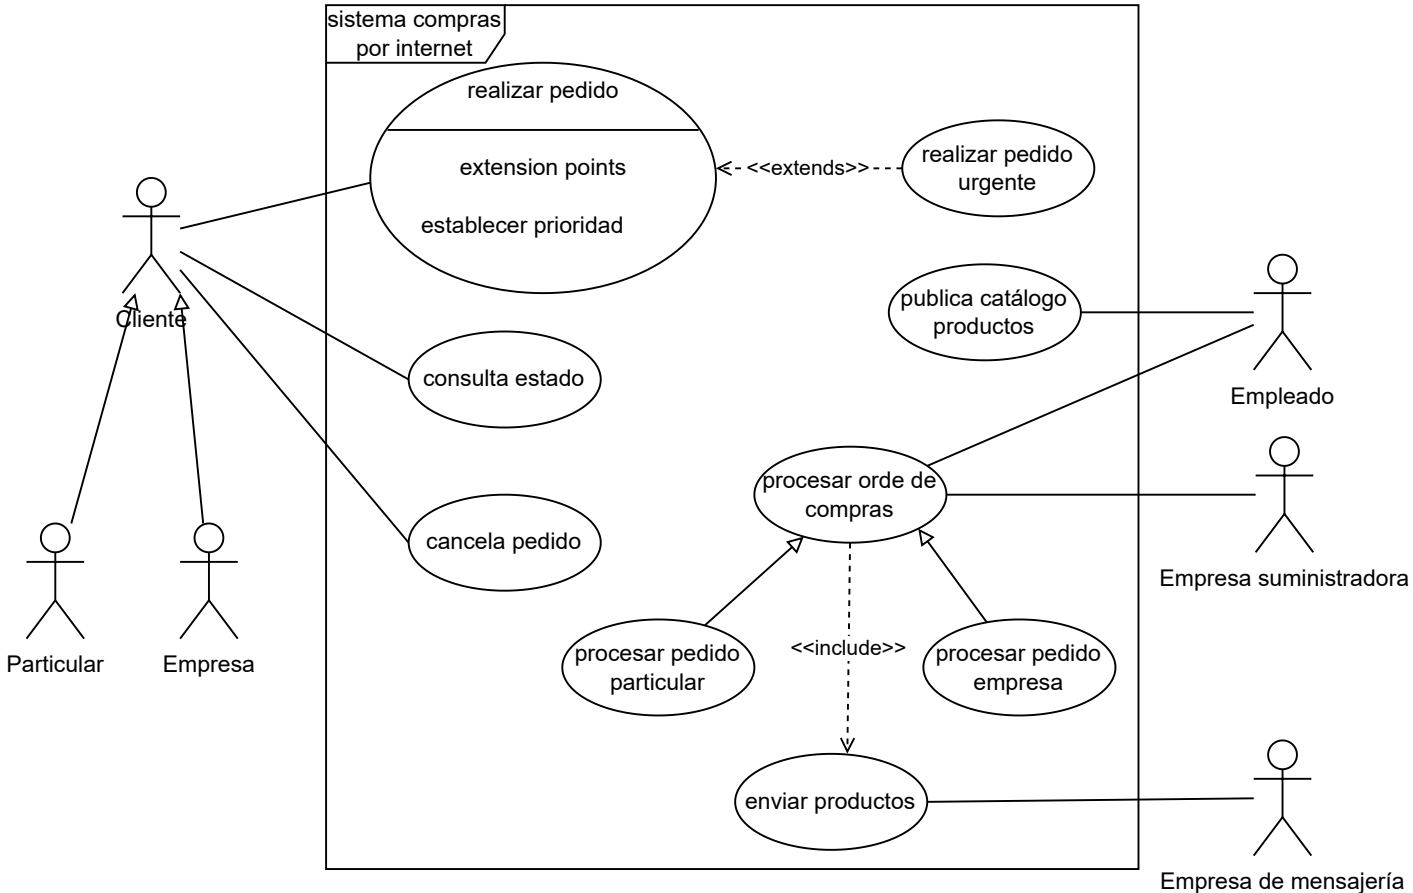 sistema compras
por internet
realizar pedido
extension points
establecer prioridad
<<extends>>
realizar pedido
urgente
Cliente
publica catálogo
productos
Empleado
consulta estado
procesar orde de
compras
cancela pedido
Empresa suministradora
Particular
Empresa
procesar pedido
particular
<<include>>
procesar pedido
empresa
enviar productos
Empresa de mensajería